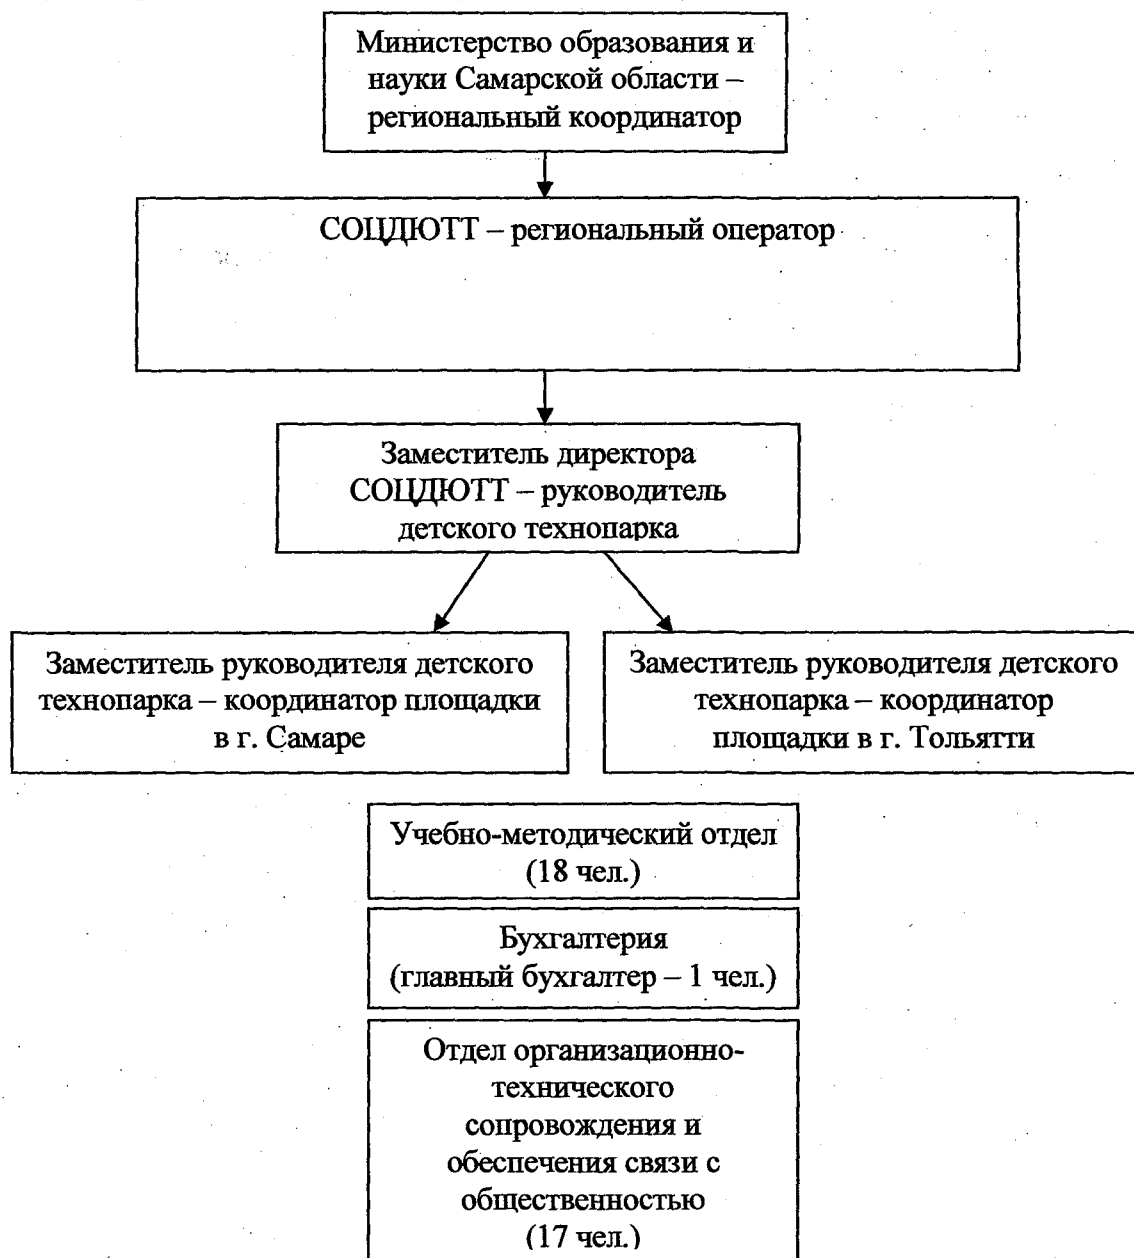 Министерство образования и
науки Самарской области –
региональный координатор
СОЦДЮТТ – региональный оператор
Заместитель директора
СОЦДЮТТ – руководитель
детского технопарка
Заместитель руководителя детского
технопарка – координатор площадки
в г. Самаре
Заместитель руководителя детского
технопарка – координатор
площадки в г. Тольятти
Учебно-методический отдел
(18 чел.)
Бухгалтерия
(главный бухгалтер – 1 чел.)
Отдел организационно-
технического
сопровождения и
обеспечения связи с
общественностью
(17 чел.)